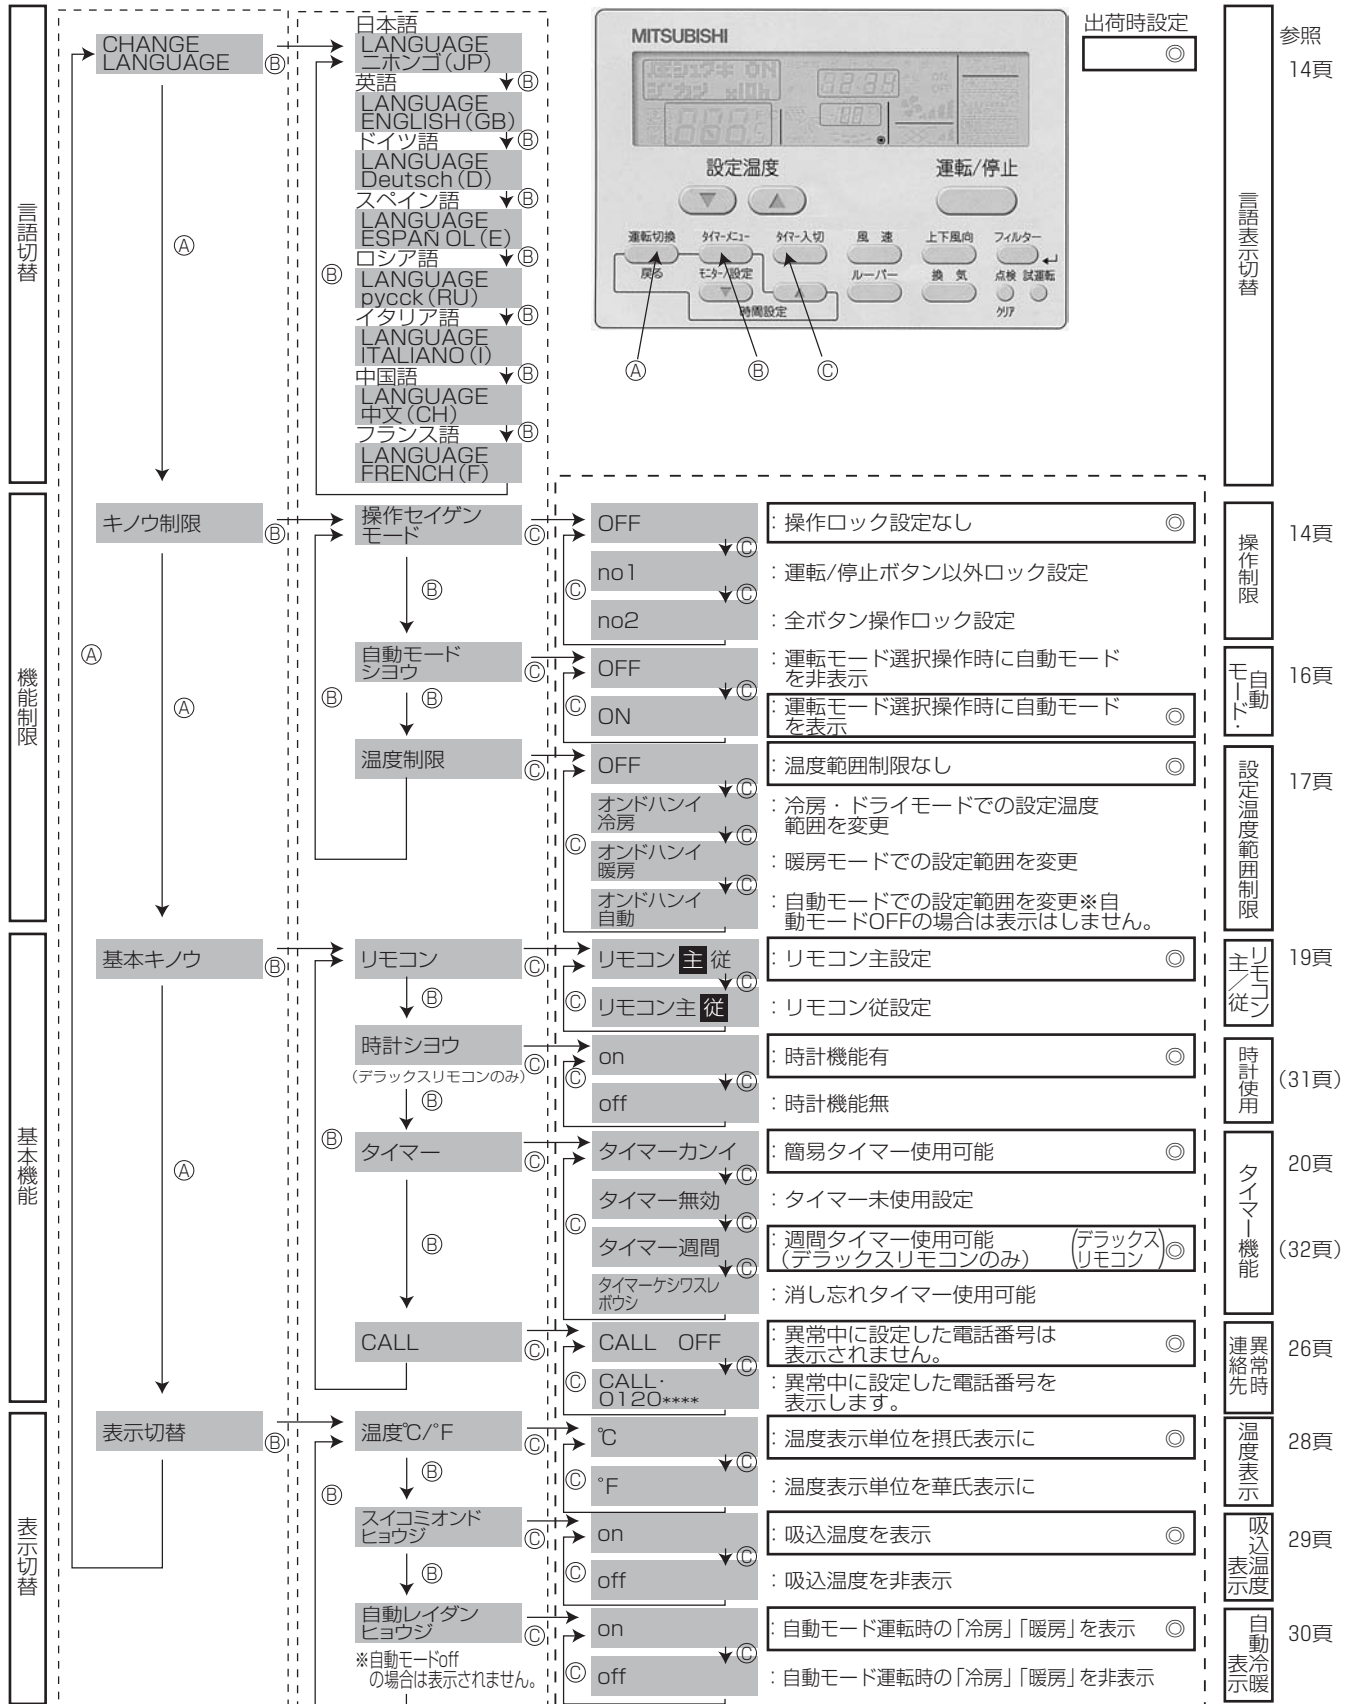 言語切替
CHANGE
LANGUAGE
Ⓑ
Ⓐ
日本語
LANGUAGE
ニホンゴ(JP)
英語
Ⓑ
LANGUAGE
ENGLISH(GB)
ドイツ語
Ⓑ
LANGUAGE
Deutsch(D)
スペイン語
Ⓑ
LANGUAGE
ESPAÑOL(E)
ロシア語
Ⓑ
Ⓑ
LANGUAGE
pycck(RU)
イタリア語
Ⓑ
LANGUAGE
ITALIANO(I)
中国語
Ⓑ
LANGUAGE
中文(CH)
フランス語
Ⓑ
LANGUAGE
FRENCH(F)
MITSUBISHI
設定温度
運転/停止
▽
△
運転切換
タイマーメニュー
タイマー入切
風 速
上下風向
フィルター
戻る
モニター/設定
ルーバー
換 気
点検 試運転
時間設定
クリア
Ⓐ
Ⓑ
Ⓒ
出荷時設定
◎
言語表示切替
参照
14頁
機能制限
キノウ制限
Ⓑ
Ⓐ
Ⓐ
操作セイゲン
モード
Ⓒ
Ⓑ
OFF
:操作ロック設定なし ◎
Ⓒ
no1
:運転/停止ボタン以外ロック設定
Ⓒ
Ⓒ
no2
:全ボタン操作ロック設定
操作制限
14頁
自動モード
ショウ
Ⓒ
Ⓑ
Ⓑ
OFF
:運転モード選択操作時に自動モード
を非表示
Ⓒ
Ⓒ
ON
:運転モード選択操作時に自動モード
を表示 ◎
自動
モード・
16頁
温度制限
Ⓒ
OFF
:温度範囲制限なし ◎
Ⓒ
オンドハンイ
冷房
:冷房・ドライモードでの設定温度
範囲を変更
Ⓒ
Ⓒ
オンドハンイ
暖房
:暖房モードでの設定範囲を変更
Ⓒ
オンドハンイ
自動
:自動モードでの設定範囲を変更※自
動モードOFFの場合は表示はしません。
設定温度範囲制限
17頁
基本機能
基本キノウ
Ⓑ
Ⓐ
リモコン
Ⓒ
Ⓑ
リモコン 主 従
:リモコン主設定 ◎
Ⓒ
Ⓒ
リモコン主 従
:リモコン従設定
リモコン
主/従
19頁
時計ショウ
Ⓒ
(デラックスリモコンのみ)
Ⓑ
on
:時計機能有 ◎
Ⓒ
Ⓒ
off
:時計機能無
時計使用
(31頁)
Ⓑ
タイマー
Ⓒ
Ⓑ
タイマーカンイ
:簡易タイマー使用可能 ◎
Ⓒ
タイマー無効
:タイマー未使用設定
Ⓒ
Ⓒ
タイマー週間
:週間タイマー使用可能
(デラックスリモコンのみ)
(デラックス
リモコン)◎
Ⓒ
タイマーケシワスレ
ボウシ
:消し忘れタイマー使用可能
タイマー機能
20頁
(32頁)
CALL
Ⓒ
CALL OFF
:異常中に設定した電話番号は
表示されません。 ◎
Ⓒ
Ⓒ
CALL・
0120****
:異常中に設定した電話番号を
表示します。
異常時
連絡先
26頁
表示切替
表示切替
Ⓑ
温度℃/°F
Ⓒ
Ⓑ
Ⓑ
℃
:温度表示単位を摂氏表示に ◎
Ⓒ
Ⓒ
°F
:温度表示単位を華氏表示に
温度表示
28頁
スイコミオンド
ヒョウジ
Ⓒ
Ⓑ
on
:吸込温度を表示 ◎
Ⓒ
Ⓒ
off
:吸込温度を非表示
吸込温度
表示
29頁
自動レイダン
ヒョウジ
Ⓒ
※自動モードoff
の場合は表示されません。
on
:自動モード運転時の「冷房」「暖房」を表示 ◎
Ⓒ
Ⓒ
off
:自動モード運転時の「冷房」「暖房」を非表示
自動冷暖
表示
30頁